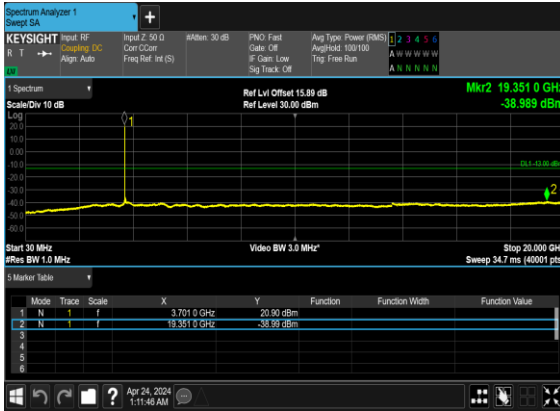 Spectrum Analyzer 1
Swept SA
+
KEYSIGHT Input: RF Input Z: 50 Ω #Atten: 30 dB PNO: Fast Avg Type: Power (RMS) 1 2 3 4 5 6
R T Coupling: DC Corr CCorr Gate: Off Avg|Hold: 100/100 A W W W W W
Align: Auto Freq Ref: Int (S) IF Gain: Low Trig: Free Run
Sig Track: Off A N N N N N
1 Spectrum Ref Lvl Offset 15.89 dB Mkr2 19.351 0 GHz
Scale/Div 10 dB Ref Level 30.00 dBm -38.989 dBm
Log
1
20.0
10.0
0.00
-10.0 DL1 -13.00 dBm
-20.0
-30.0
2
-40.0
-50.0
-60.0
Start 30 MHz Video BW 3.0 MHz* Stop 20.000 GH
#Res BW 1.0 MHz Sweep 34.7 ms (40001 pts
5 Marker Table
Mode Trace Scale X Y Function Function Width Function Value
1 N 1 f 3.701 0 GHz 20.90 dBm
2 N 1 f 19.351 0 GHz -38.99 dBm
3
4
5
6
? Apr 24, 2024
1:11:46 AM